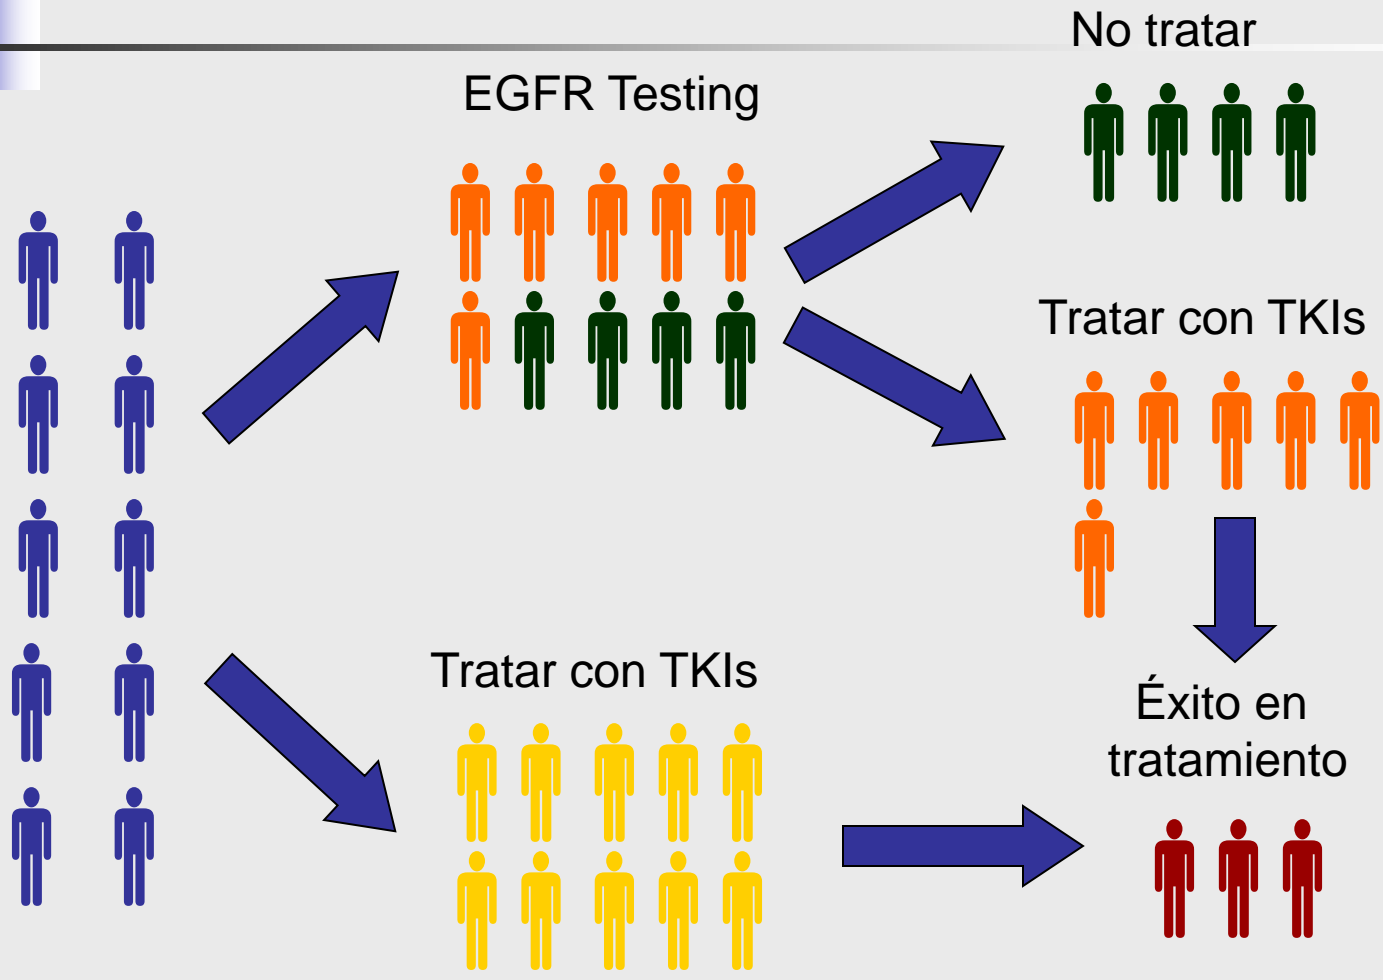 No tratar
EGFR Testing
Tratar con TKIs
Tratar con TKIs
Éxito en
tratamiento